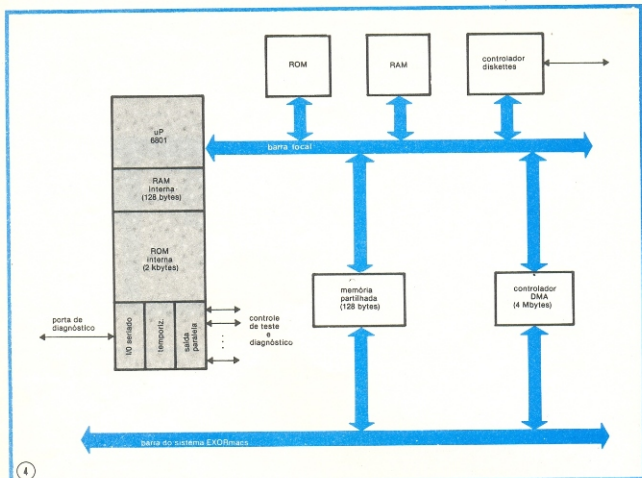 ROM
RAM
controlador
diskettes
uP
6801
barra local
RAM
interna
(128 bytes)
ROM
interna
(2 kbytes)
memória
partilhada
(128 bytes)
controlador
DMA
(4 Mbytes)
porta de
diagnóstico
I/O seriado
temporiz.
saída
paralela
controle
de teste
e
diagnóstico
barra do sistema EXORmacs
4